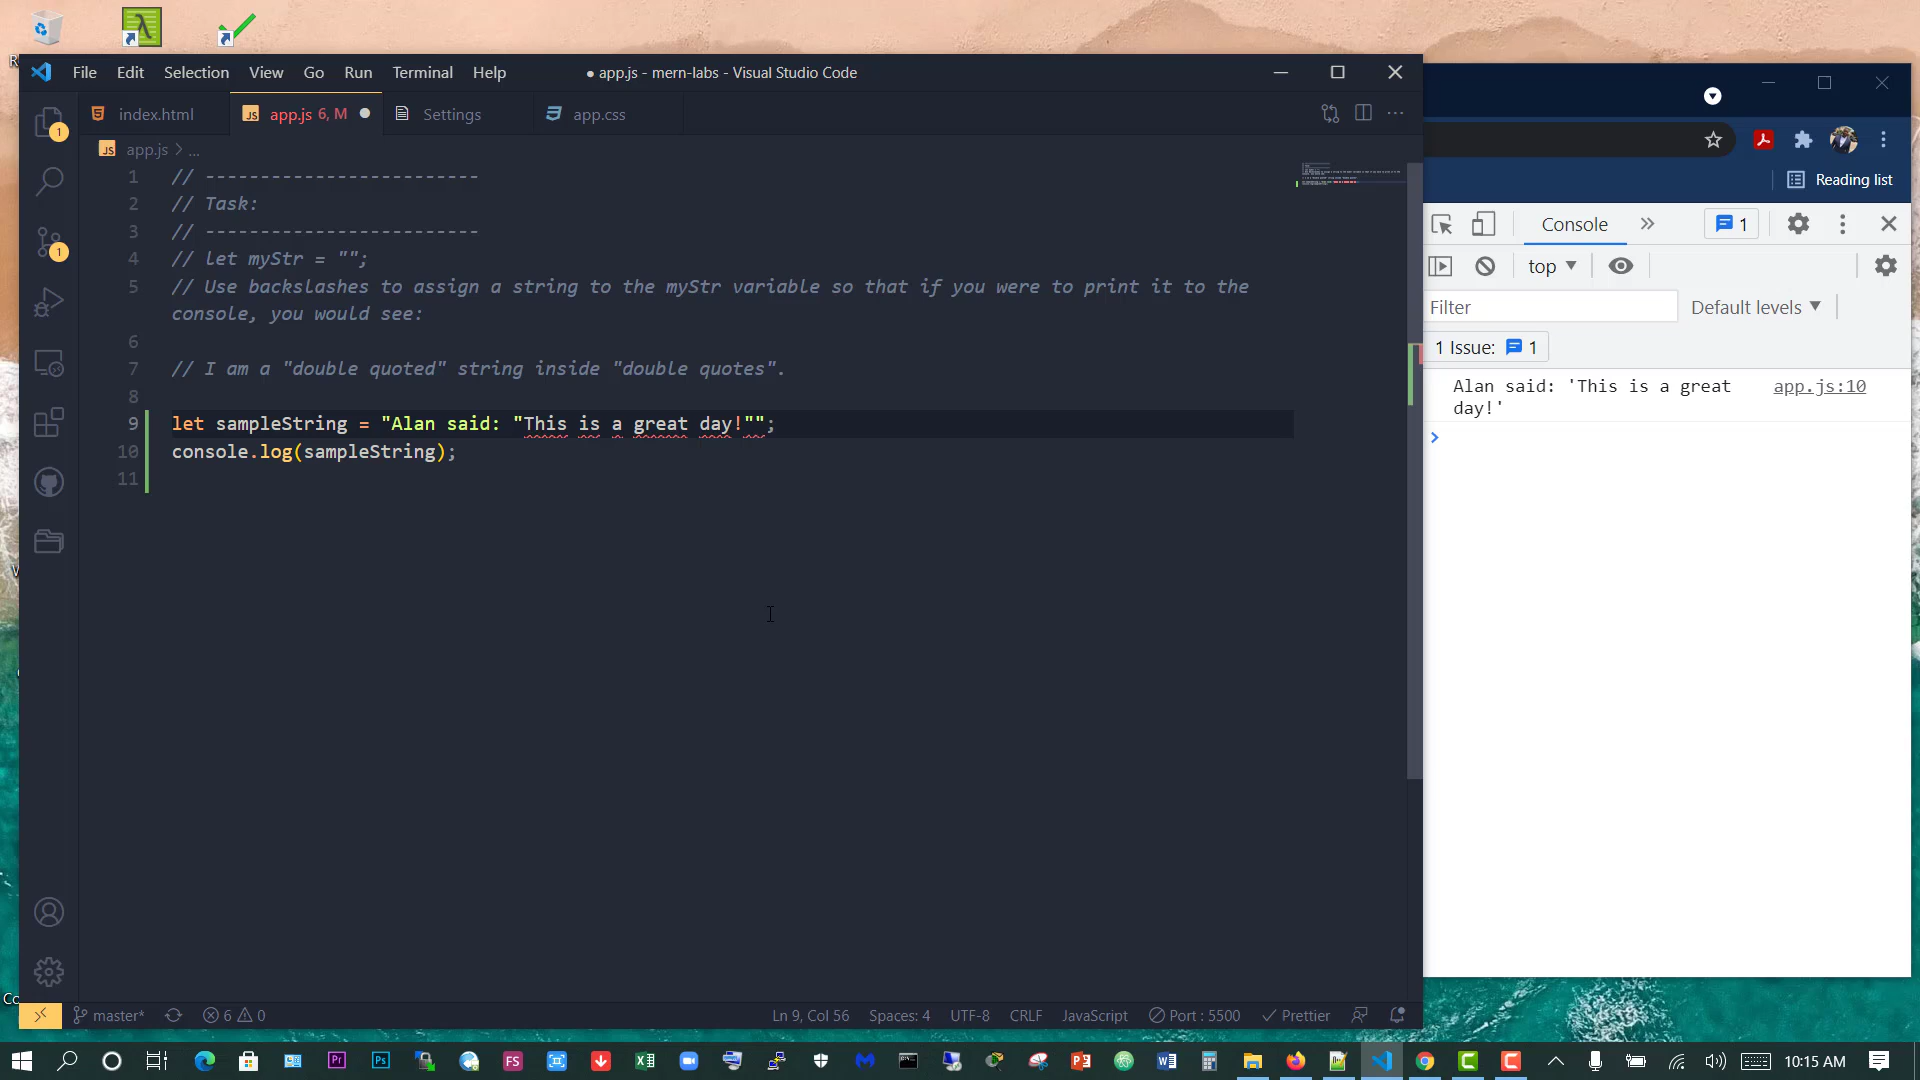 File Edit Selection View Go Run Terminal Help
● app.js - mern-labs - Visual Studio Code
index.html
app.js 6, M
Settings
app.css
app.js > ...
1 // -------------------------
2 // Task:
3 // -------------------------
4 // let myStr = "";
5 // Use backslashes to assign a string to the myStr variable so that if you were to print it to the
console, you would see:
6
7 // I am a "double quoted" string inside "double quotes".
8
9 let sampleString = "Alan said: "This is a great day!"";
10 console.log(sampleString);
11
1
1
master*
6 0
Ln 9, Col 56
Spaces: 4
UTF-8
CRLF
JavaScript
Port : 5500
Prettier
Reading list
Console
1
top
Filter
Default levels
1 Issue: 1
Alan said: 'This is a great app.js:10
day!'
10:15 AM